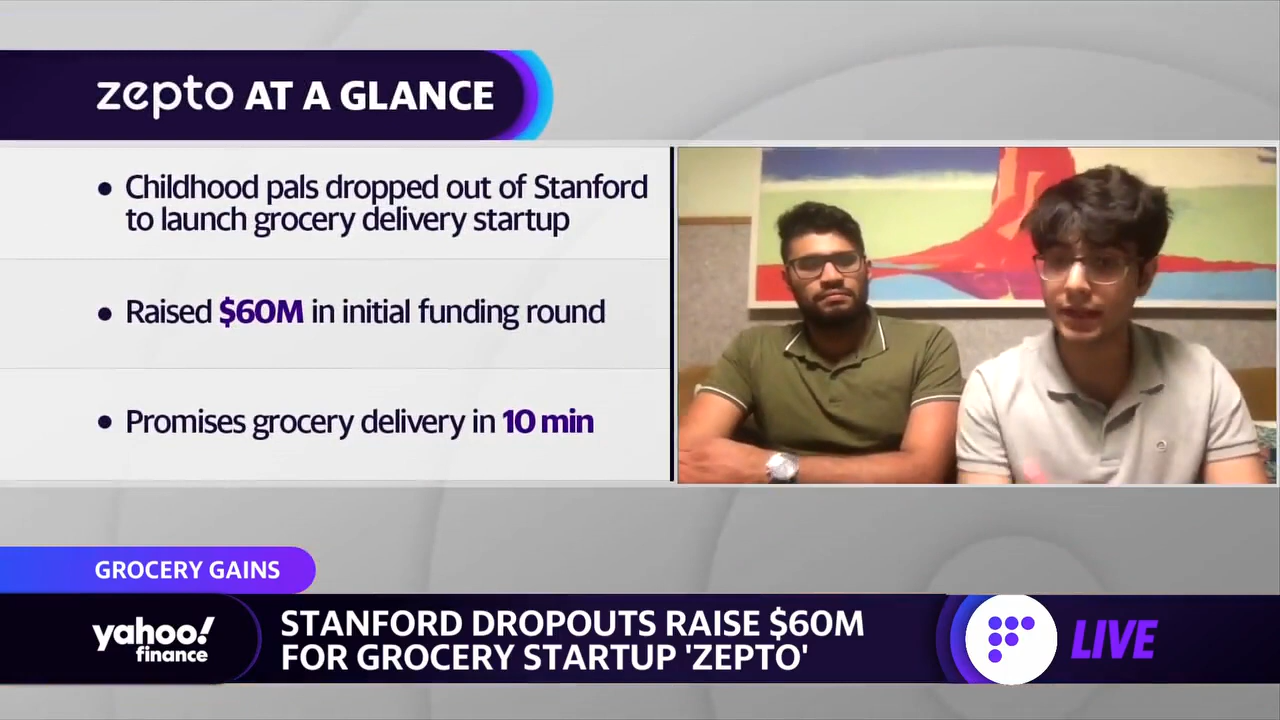 zepto AT A GLANCE
• Childhood pals dropped out of Stanford
to launch grocery delivery startup
• Raised $60M in initial funding round
• Promises grocery delivery in 10 min
GROCERY GAINS
yahoo!
finance
STANFORD DROPOUTS RAISE $60M
FOR GROCERY STARTUP 'ZEPTO'
LIVE